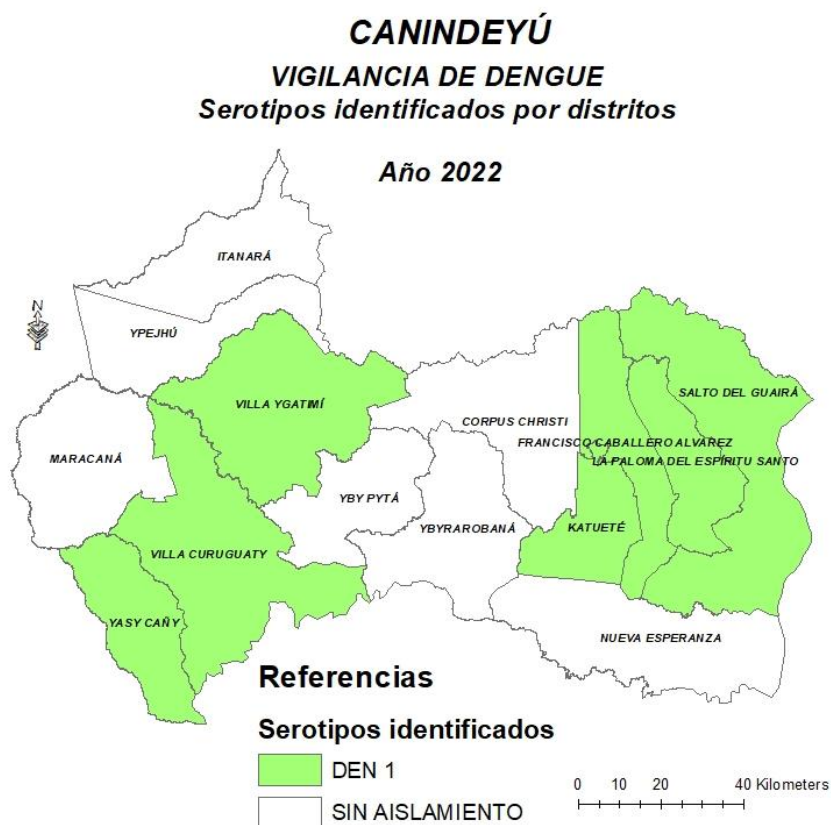 CANINDEYÚ
VIGILANCIA DE DENGUE
Serotipos identificados por distritos
Año 2022
ITANARÁ
N
YPEJHÚ
SALTO DEL GUAIRÁ
VILLA YGATIMÍ
CORPUS CHRISTI
FRANCISCO CABALLERO ALVAREZ
MARACANÁ
LA PALOMA DEL ESPÍRITU SANTO
YBY PYTÁ
YBYRAROBANÁ
KATUETÉ
VILLA CURUGUATY
YASY CAÑY
NUEVA ESPERANZA
Referencias
Serotipos identificados
DEN 1
SIN AISLAMIENTO
0 10 20 40 Kilometers